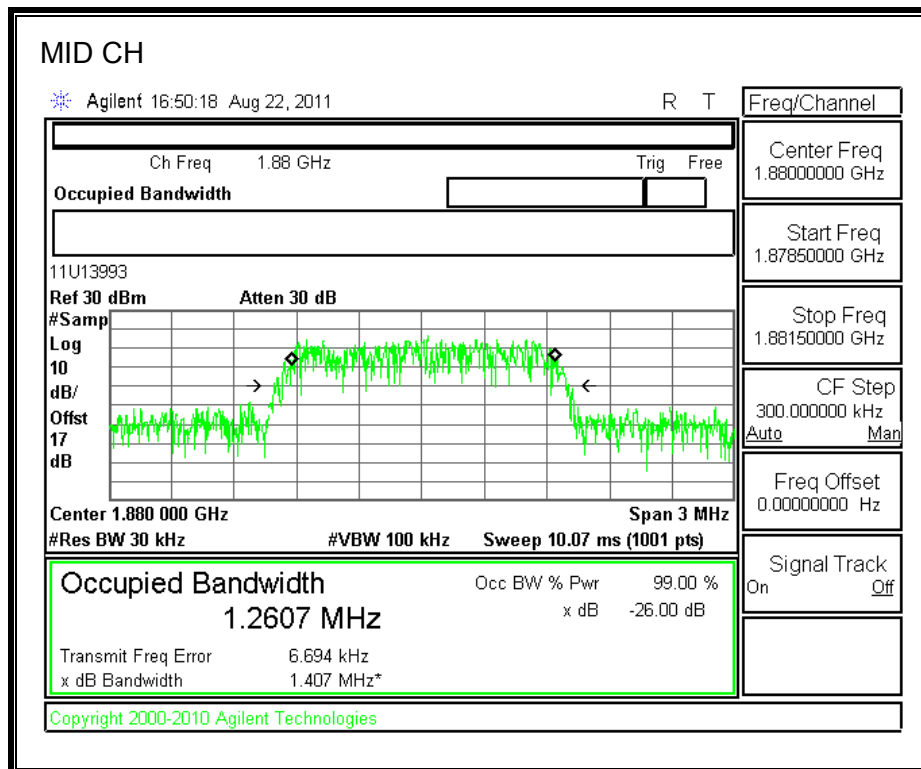 MID CH
Agilent 16:50:18 Aug 22, 2011 R T
Ch Freq 1.88 GHz Trig Free
Occupied Bandwidth
11U13993
Ref 30 dBm Atten 30 dB
#Samp
Log
10
dB/
Offst
17
dB
Center 1.880 000 GHz Span 3 MHz
#Res BW 30 kHz #VBW 100 kHz Sweep 10.07 ms (1001 pts)
Occupied Bandwidth Occ BW % Pwr 99.00 %
1.2607 MHz x dB -26.00 dB
Transmit Freq Error 6.694 kHz
x dB Bandwidth 1.407 MHz*
Copyright 2000-2010 Agilent Technologies
Freq/Channel
Center Freq
1.88000000 GHz
Start Freq
1.87850000 GHz
Stop Freq
1.88150000 GHz
CF Step
300.000000 kHz
Auto Man
Freq Offset
0.00000000 Hz
Signal Track
On Off